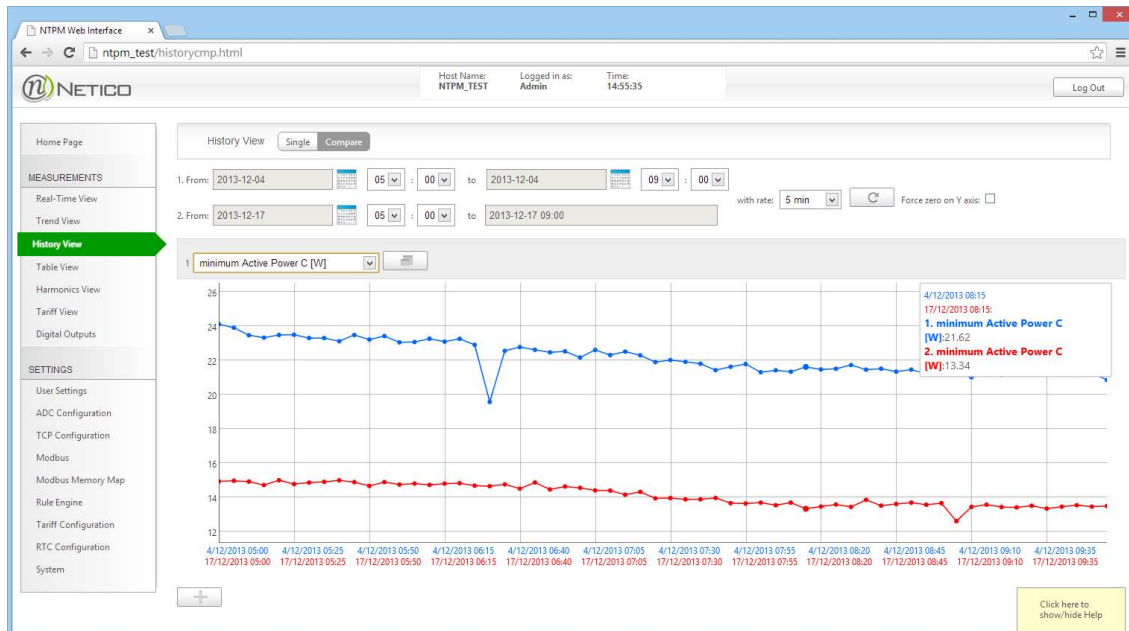 NTPM Web Interface
ntpm_test/historycmp.html
NETICO
Host Name: Logged in as: Time:
NTPM_TEST Admin 14:55:35
Log Out
Home Page
MEASUREMENTS
Real-Time View
Trend View
History View
Table View
Harmonics View
Tariff View
Digital Outputs
SETTINGS
User Settings
ADC Configuration
TCP Configuration
Modbus
Modbus Memory Map
Rule Engine
Tariff Configuration
RTC Configuration
System
History View Single Compare
1. From: 2013-12-04 05 : 00 to 2013-12-04 09 : 00
2. From: 2013-12-17 05 : 00 to 2013-12-17 09:00
with rate: 5 min Force zero on Y axis:
1 minimum Active Power C [W]
26
24
22
20
18
16
14
12
4/12/2013 08:15
17/12/2013 08:15:
1. minimum Active Power C
[W]:21.62
2. minimum Active Power C
[W]:13.34
4/12/2013 05:00 4/12/2013 05:25 4/12/2013 05:50 4/12/2013 06:15 4/12/2013 06:40 4/12/2013 07:05 4/12/2013 07:30 4/12/2013 07:55 4/12/2013 08:20 4/12/2013 08:45 4/12/2013 09:10 4/12/2013 09:35
17/12/2013 05:00 17/12/2013 05:25 17/12/2013 05:50 17/12/2013 06:15 17/12/2013 06:40 17/12/2013 07:05 17/12/2013 07:30 17/12/2013 07:55 17/12/2013 08:20 17/12/2013 08:45 17/12/2013 09:10 17/12/2013 09:35
Click here to
show/hide Help